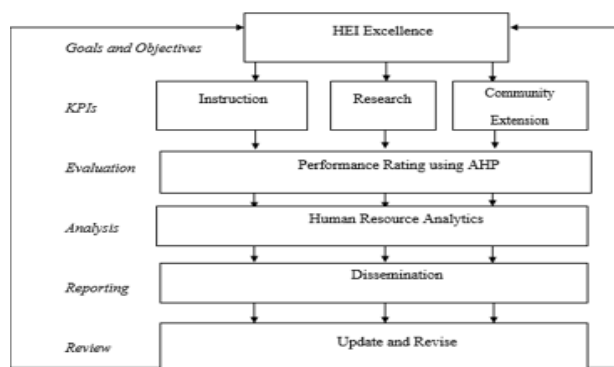 HEI Excellence
Goals and Objectives
KPIs
Instruction
Research
Community
Extension
Evaluation
Performance Rating using AHP
Analysis
Human Resource Analytics
Reporting
Dissemination
Review
Update and Revise